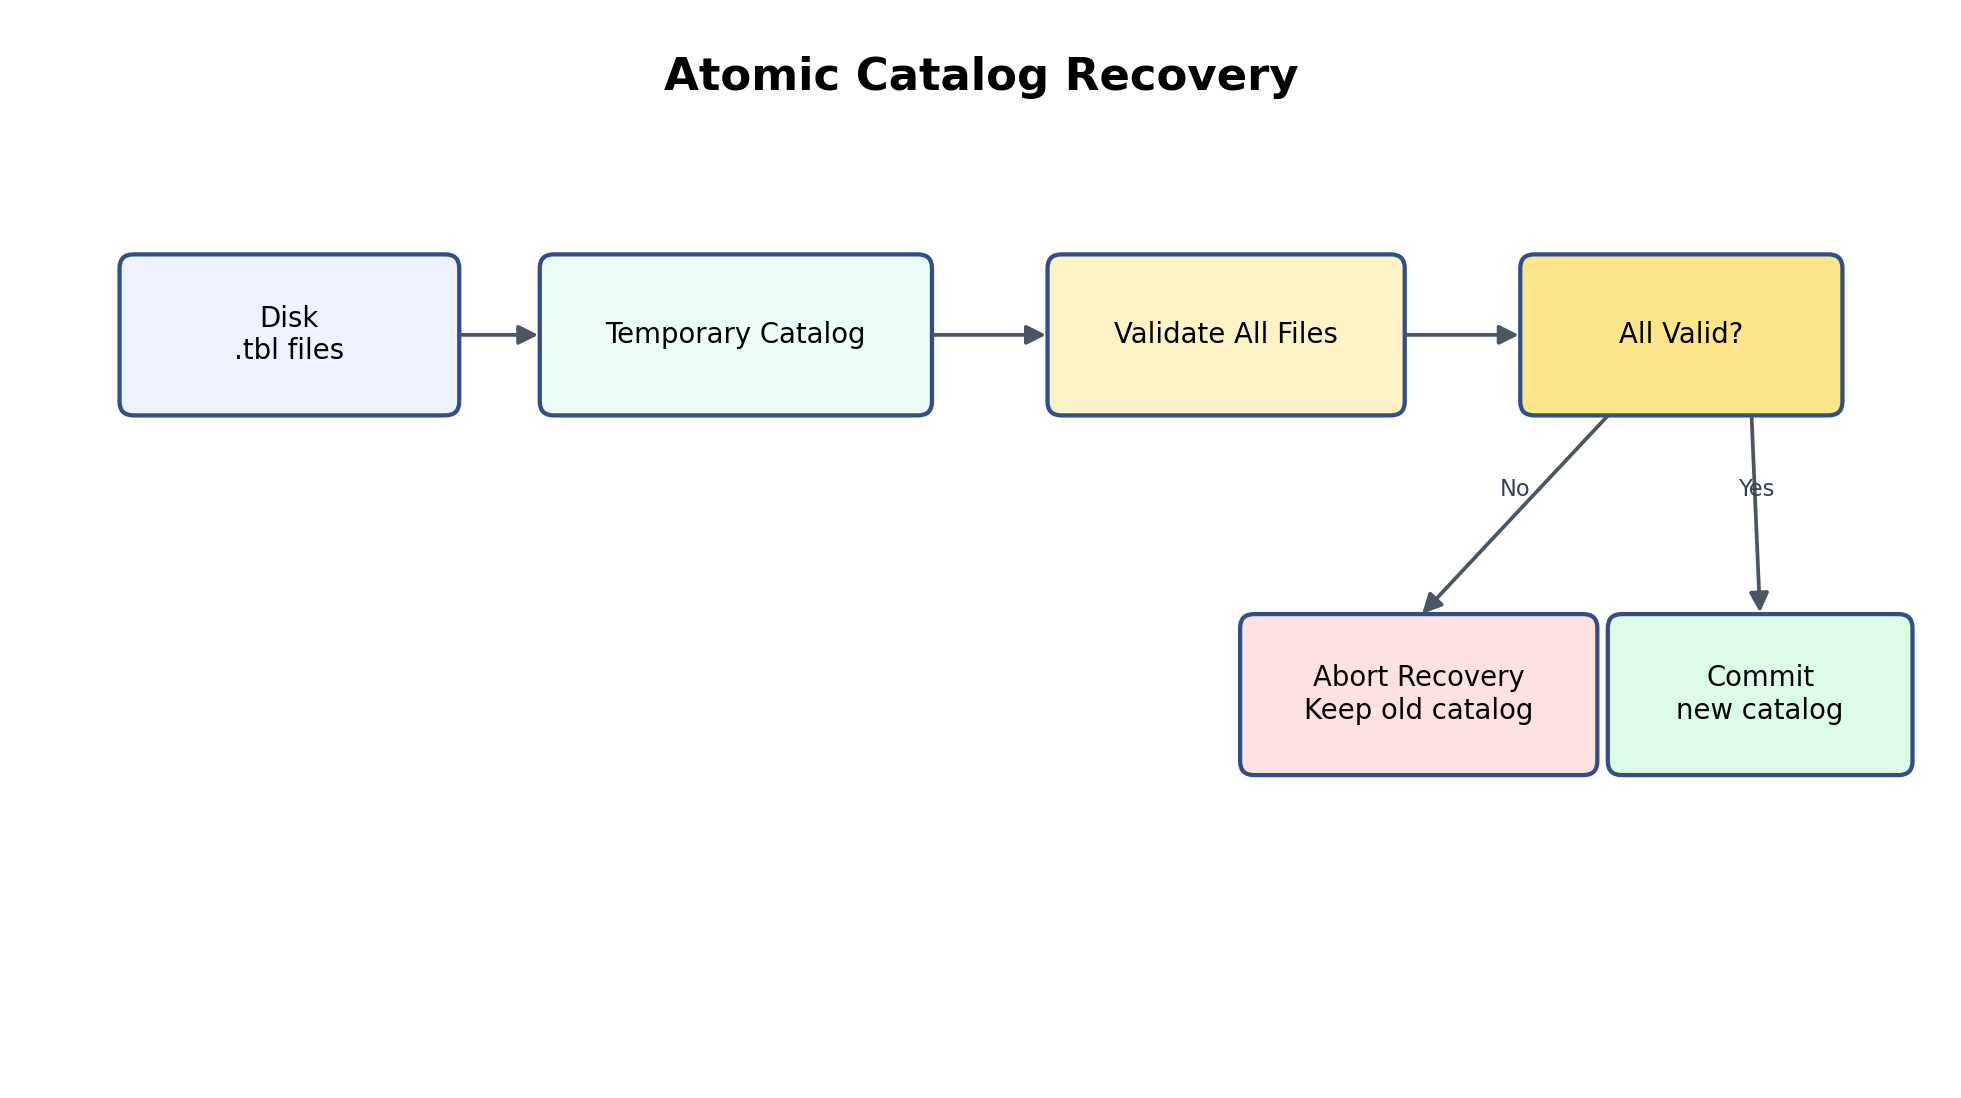 Atomic Catalog Recovery
Disk
.tbl files
Temporary Catalog
Validate All Files
All Valid?
No
Yes
Abort Recovery
Keep old catalog
Commit
new catalog